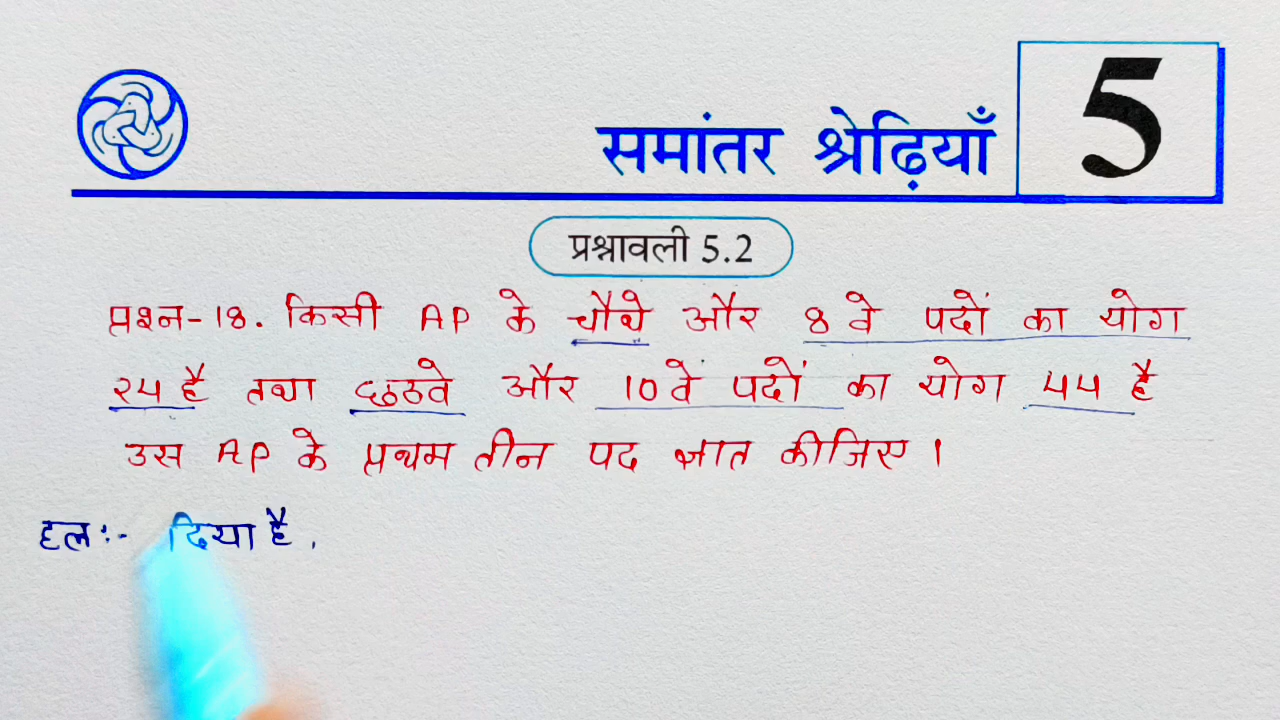 समांतर श्रेढ़ियाँ 5
प्रश्नावली 5.2
प्रश्न-18. किसी AP के चौथे और 8 वे पदों का योग
24 है तथा छठवे और 10 वे पदों का योग 44 है
उस AP के प्रथम तीन पद ज्ञात कीजिए।
हल:- दिया है,